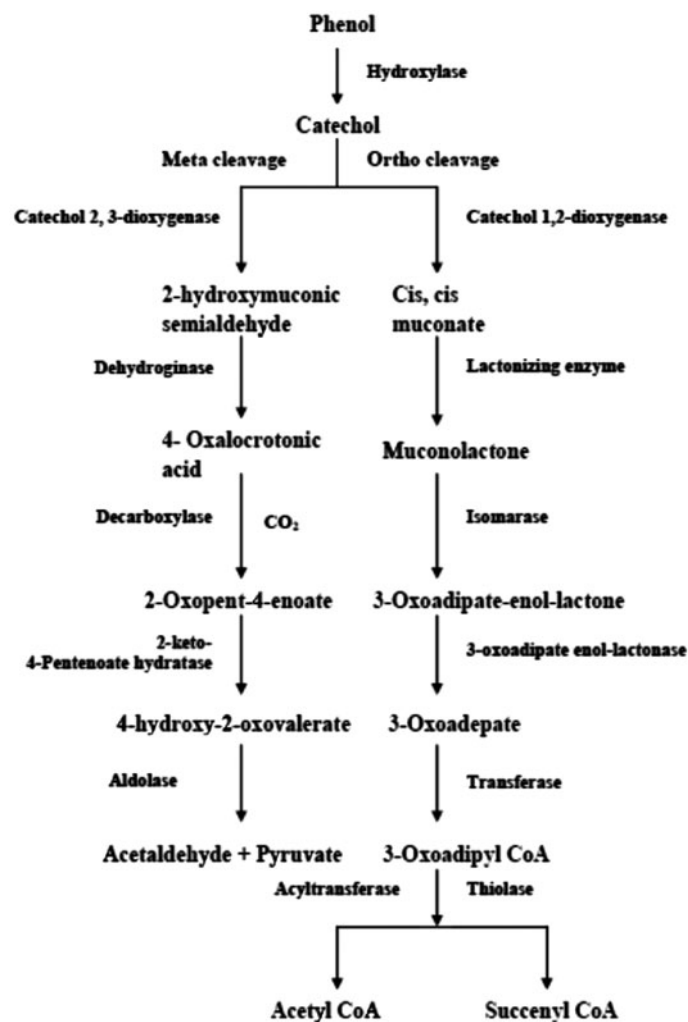 Phenol
Hydroxylase
Catechol
Meta cleavage
Ortho cleavage
Catechol 2, 3-dioxygenase
Catechol 1,2-dioxygenase
2-hydroxymuconic
semialdehyde
Cis, cis
muconate
Dehydroginase
Lactonizing enzyme
4- Oxalocrotonic
acid
Muconolactone
Decarboxylase
CO₂
Isomarase
2-Oxopent-4-enoate
3-Oxoadipate-enol-lactone
2-keto-
4-Pentenoate hydratase
3-oxoadipate enol-lactonase
4-hydroxy-2-oxovalerate
3-Oxoadepate
Aldolase
Transferase
Acetaldehyde + Pyruvate
3-Oxoadipyl CoA
Acyltransferase
Thiolase
Acetyl CoA
Succenyl CoA